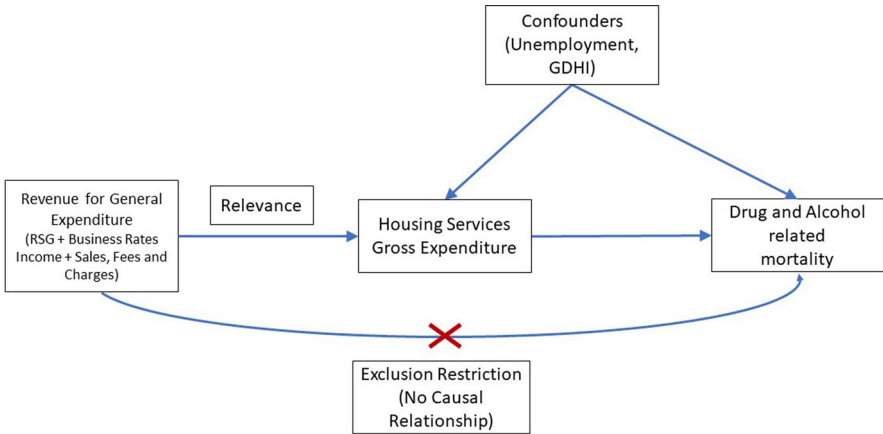 Confounders
(Unemployment,
GDHI)
Revenue for General
Expenditure
(RSG + Business Rates
Income + Sales, Fees and
Charges)
Relevance
Housing Services
Gross Expenditure
Drug and Alcohol
related
mortality
Exclusion Restriction
(No Causal
Relationship)